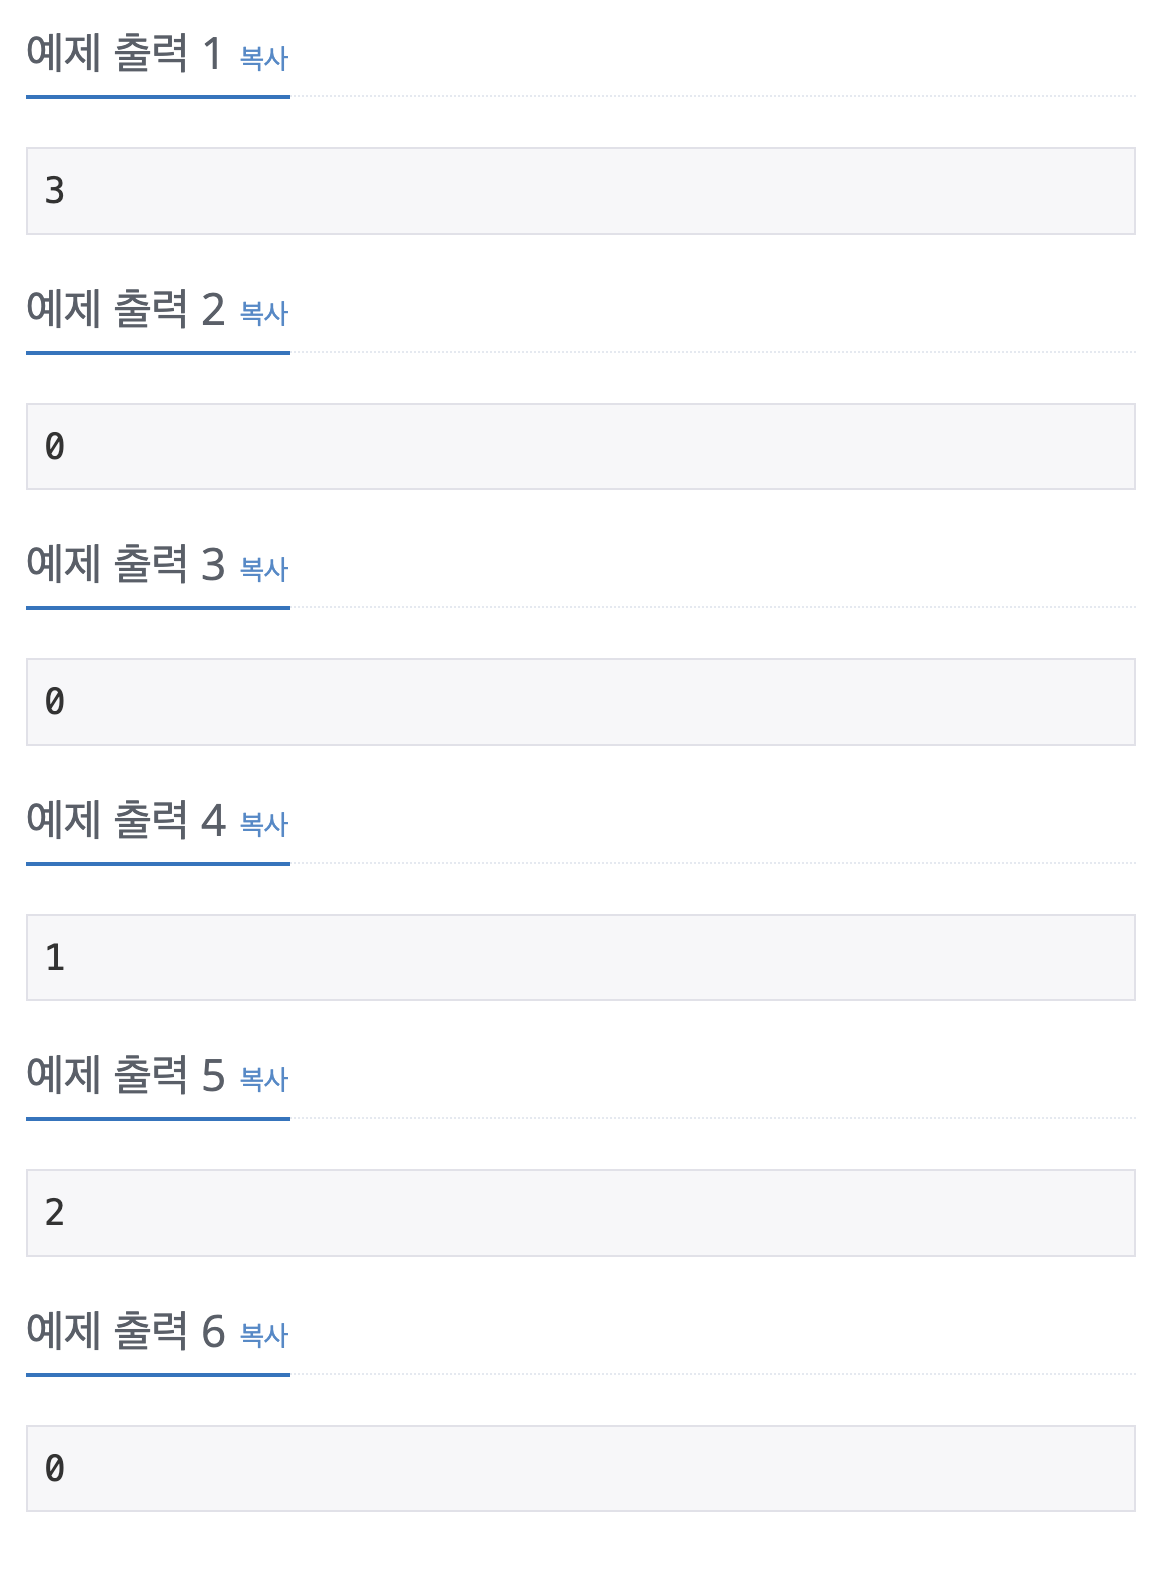 예제 출력 1 복사
3
예제 출력 2 복사
0
예제 출력 3 복사
0
예제 출력 4 복사
1
예제 출력 5 복사
2
예제 출력 6 복사
0